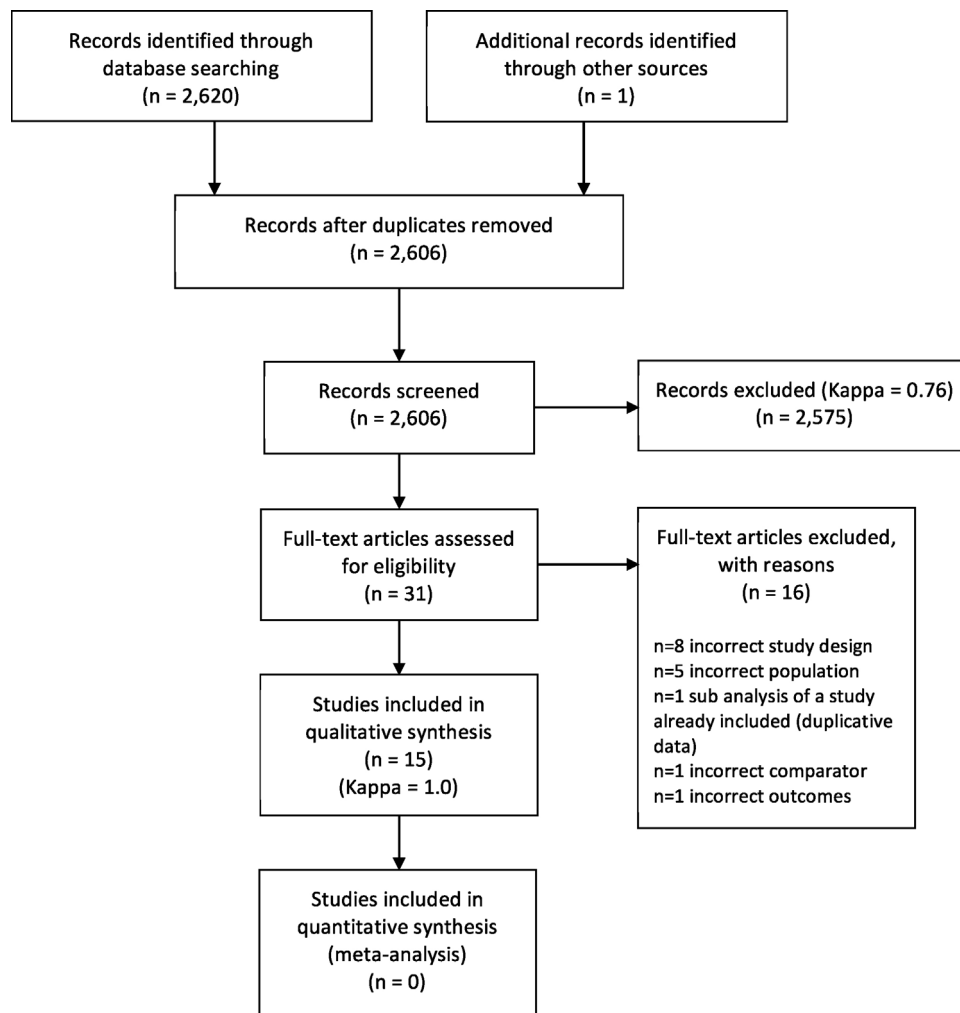 Records identified through
database searching
(n = 2,620)
Additional records identified
through other sources
(n = 1)
Records after duplicates removed
(n = 2,606)
Records screened
(n = 2,606)
Records excluded (Kappa = 0.76)
(n = 2,575)
Full-text articles assessed
for eligibility
(n = 31)
Full-text articles excluded,
with reasons
(n = 16)
n=8 incorrect study design
n=5 incorrect population
n=1 sub analysis of a study
already included (duplicative
data)
n=1 incorrect comparator
n=1 incorrect outcomes
Studies included in
qualitative synthesis
(n = 15)
(Kappa = 1.0)
Studies included in
quantitative synthesis
(meta-analysis)
(n = 0)